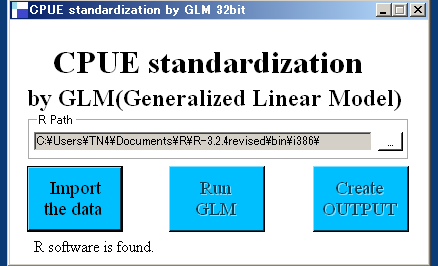 CPUE standardization by GLM 32bit
CPUE standardization
by GLM(Generalized Linear Model)
R Path
C:¥Users¥TN4¥Documents¥R¥R-3.2.4revised¥bin¥i386¥
...
Import
the data
Run
GLM
Create
OUTPUT
R software is found.